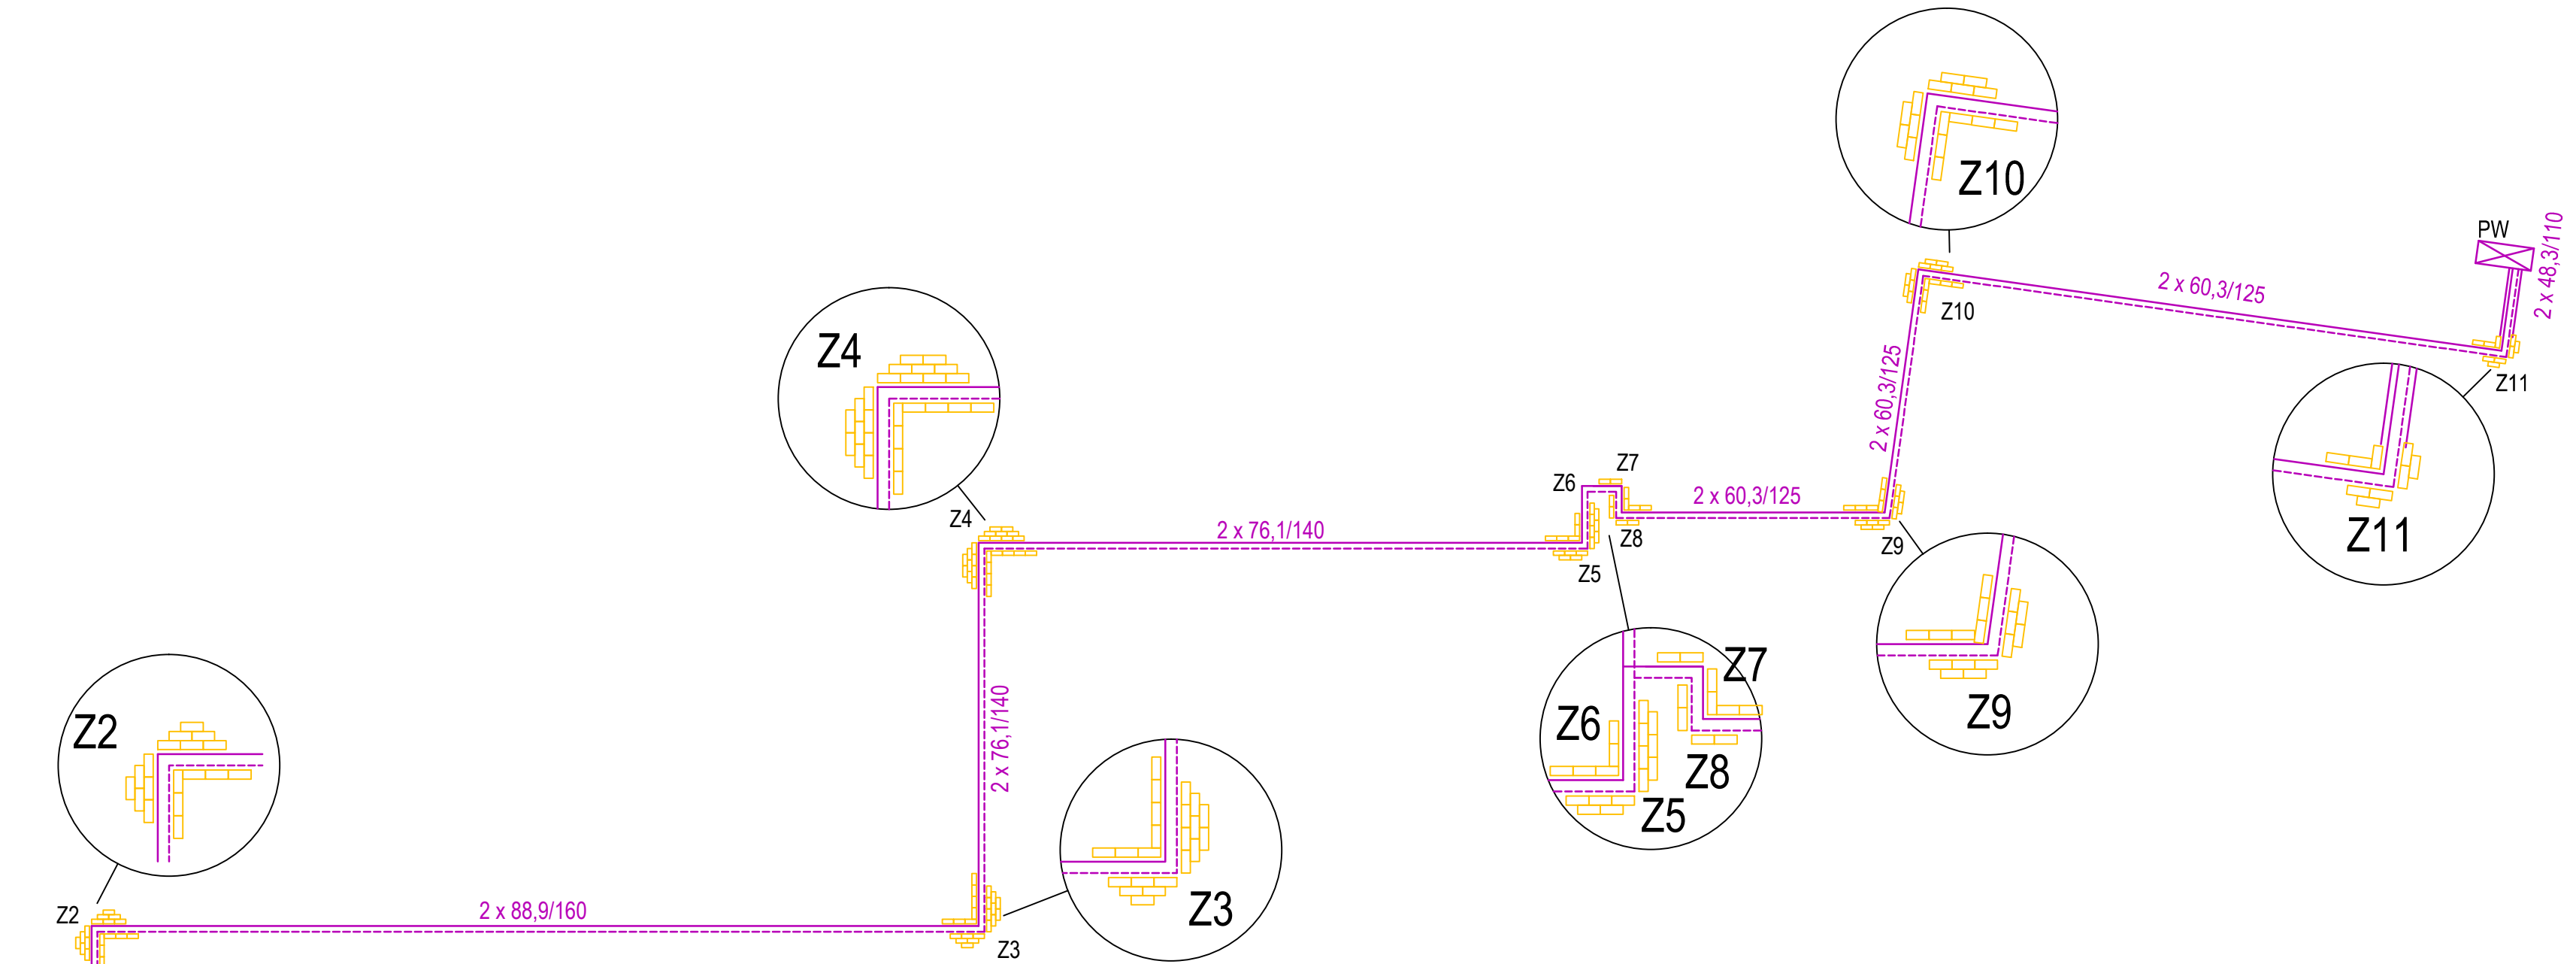 Z10
PW
2 x 48,3/110
2 x 60,3/125
Z10
Z4
2 x 60,3/125
Z11
Z7
Z6
2 x 60,3/125
Z4
2 x 76,1/140
Z8
Z9
Z5
Z11
Z7
Z6
Z9
Z8
Z5
2 x 76,1/140
Z2
Z3
2 x 88,9/160
Z2
Z3